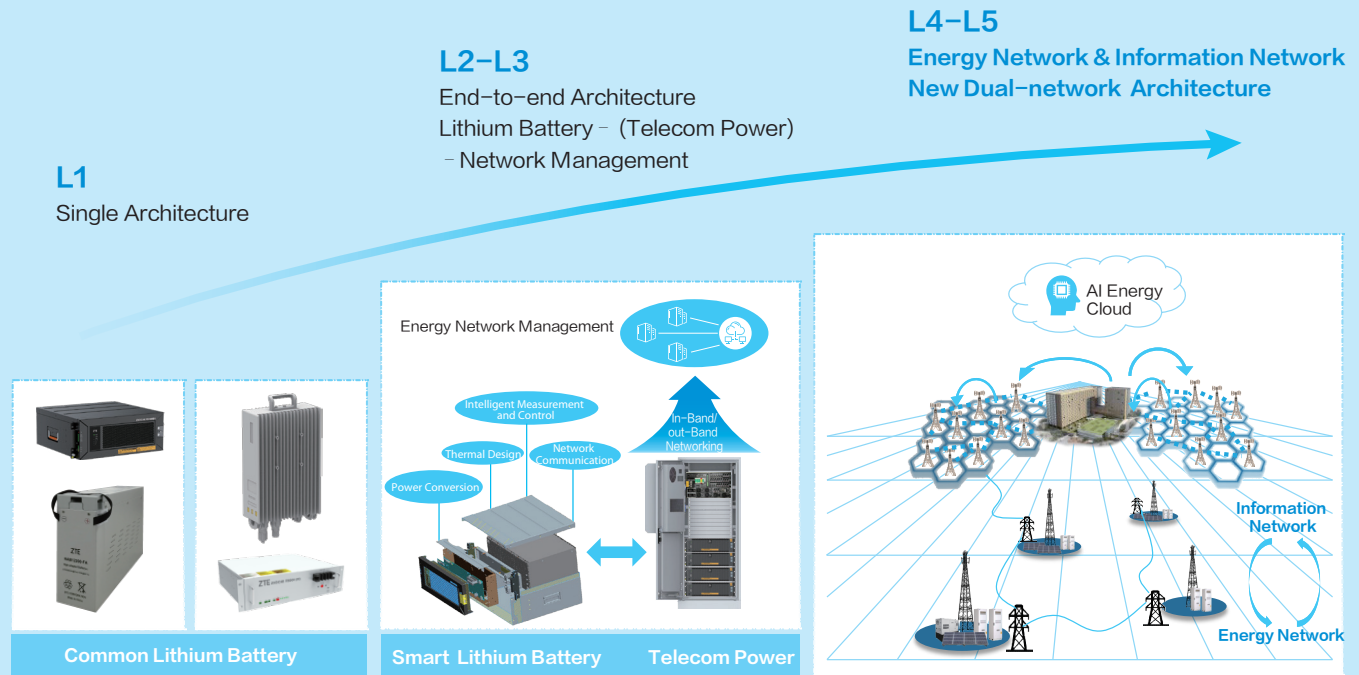 L4-L5
Energy Network & Information Network
New Dual-network Architecture
L2-L3
End-to-end Architecture
Lithium Battery - (Telecom Power)
- Network Management
L1
Single Architecture
AI Energy
Cloud
Energy Network Management
Intelligent Measurement
and Control
Thermal Design
Network
Communication
Power Conversion
In-Band/
out-Band
Networking
Information
Network
Energy Network
ZTE
ZTE
Common Lithium Battery
Smart Lithium Battery
Telecom Power